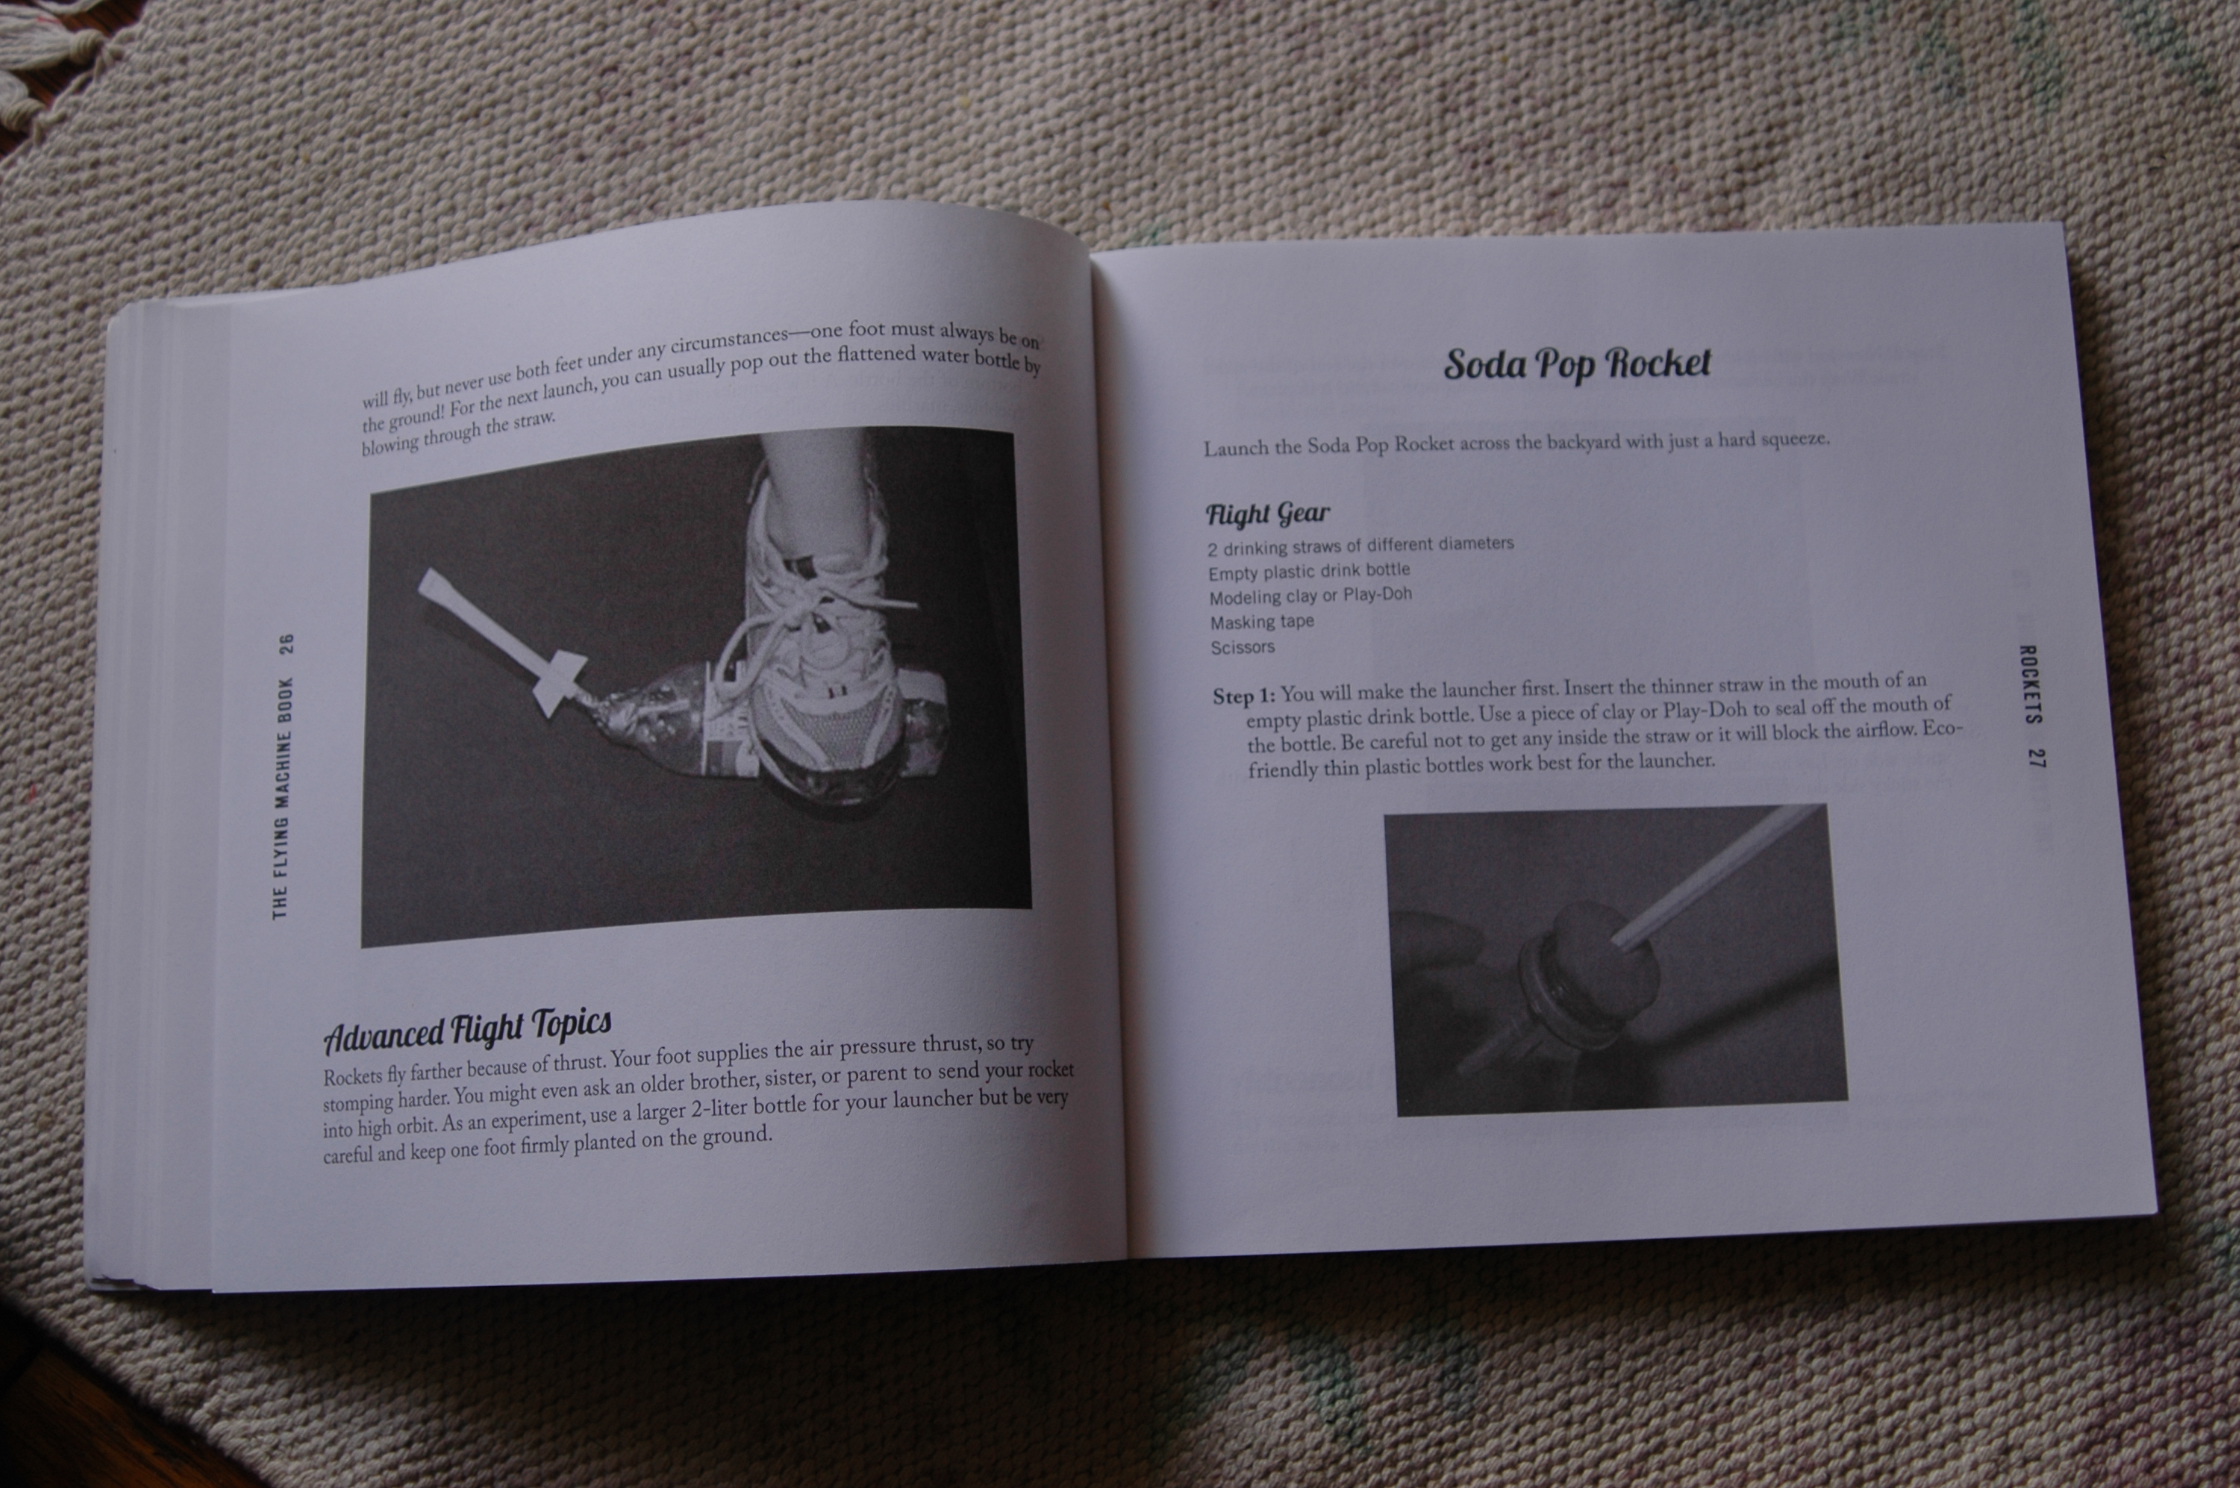 will fly, but never use both feet under any circumstances—one foot must always be on
the ground! For the next launch, you can usually pop out the flattened water bottle by
blowing through the straw.
Advanced Flight Topics
Rockets fly farther because of thrust. Your foot supplies the air pressure thrust, so try
stomping harder. You might even ask an older brother, sister, or parent to send your rocket
into high orbit. As an experiment, use a larger 2-liter bottle for your launcher but be very
careful and keep one foot firmly planted on the ground.
THE FLYING MACHINE BOOK 26
Soda Pop Rocket
Launch the Soda Pop Rocket across the backyard with just a hard squeeze.
Flight Gear
2 drinking straws of different diameters
Empty plastic drink bottle
Modeling clay or Play-Doh
Masking tape
Scissors
Step 1: You will make the launcher first. Insert the thinner straw in the mouth of an
empty plastic drink bottle. Use a piece of clay or Play-Doh to seal off the mouth of
the bottle. Be careful not to get any inside the straw or it will block the airflow. Eco-
friendly thin plastic bottles work best for the launcher.
ROCKETS 27